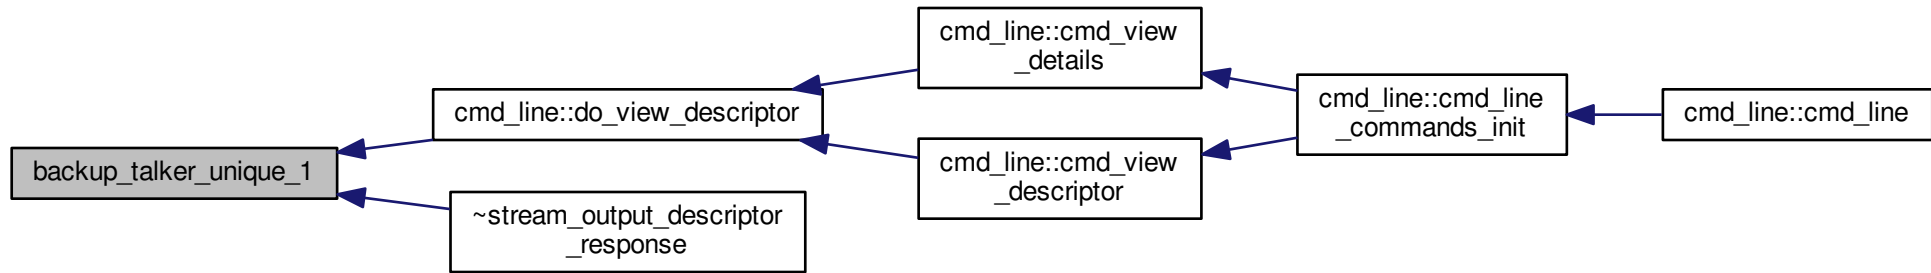 backup_talker_unique_1
cmd_line::do_view_descriptor
~stream_output_descriptor
_response
cmd_line::cmd_view
_details
cmd_line::cmd_view
_descriptor
cmd_line::cmd_line
_commands_init
cmd_line::cmd_line